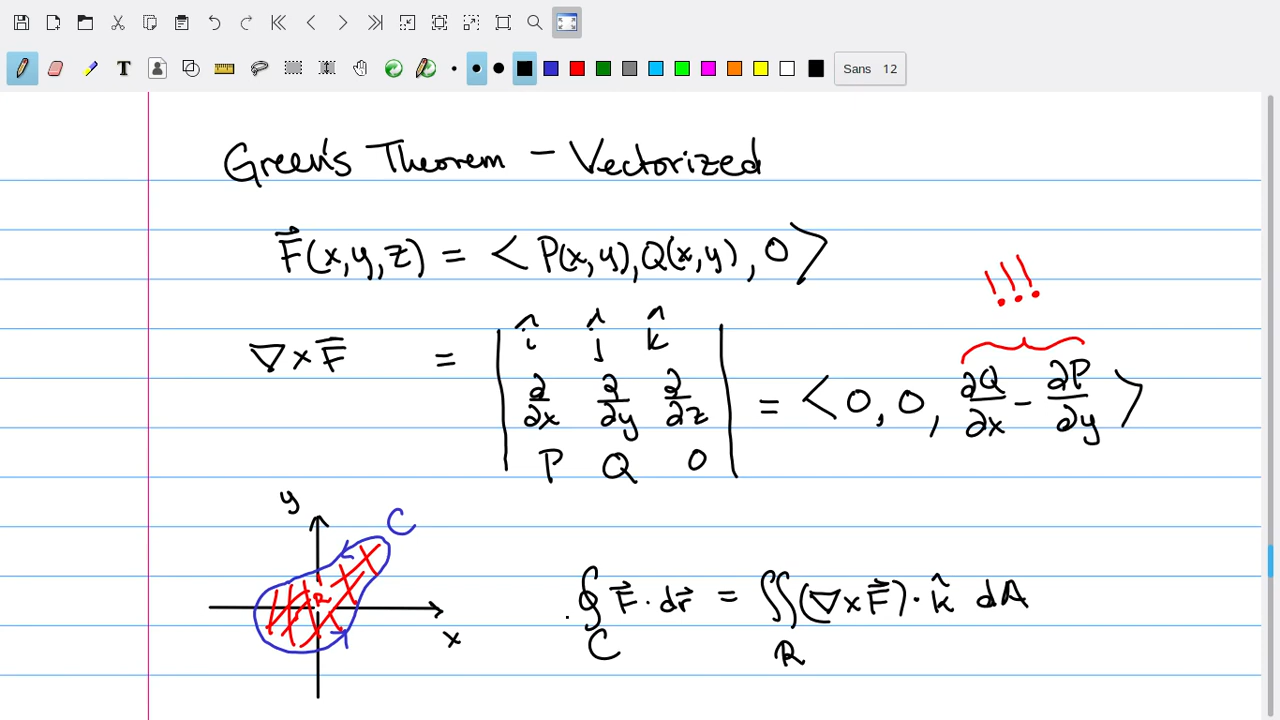 Sans 12
Green's Theorem - Vectorized
F⃗(x,y,z) = <P(x,y), Q(x,y), 0>
!!!
∇×F⃗ = | î ĵ k̂ |
| ∂/∂x ∂/∂y ∂/∂z | = <0, 0, ∂Q/∂x - ∂P/∂y>
| P Q 0 |
y
C
R
x
∮_C F⃗ · dr⃗ = ∬_R (∇×F⃗) · k̂ dA